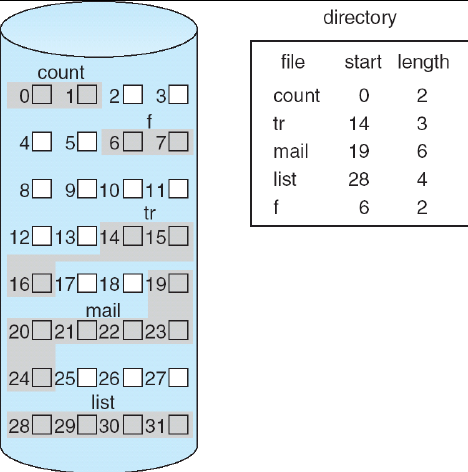 directory
count
0 1 2 3
f
4 5 6 7
8 9 10 11
tr
12 13 14 15
16 17 18 19
mail
20 21 22 23
24 25 26 27
list
28 29 30 31
file start length
count 0 2
tr 14 3
mail 19 6
list 28 4
f 6 2